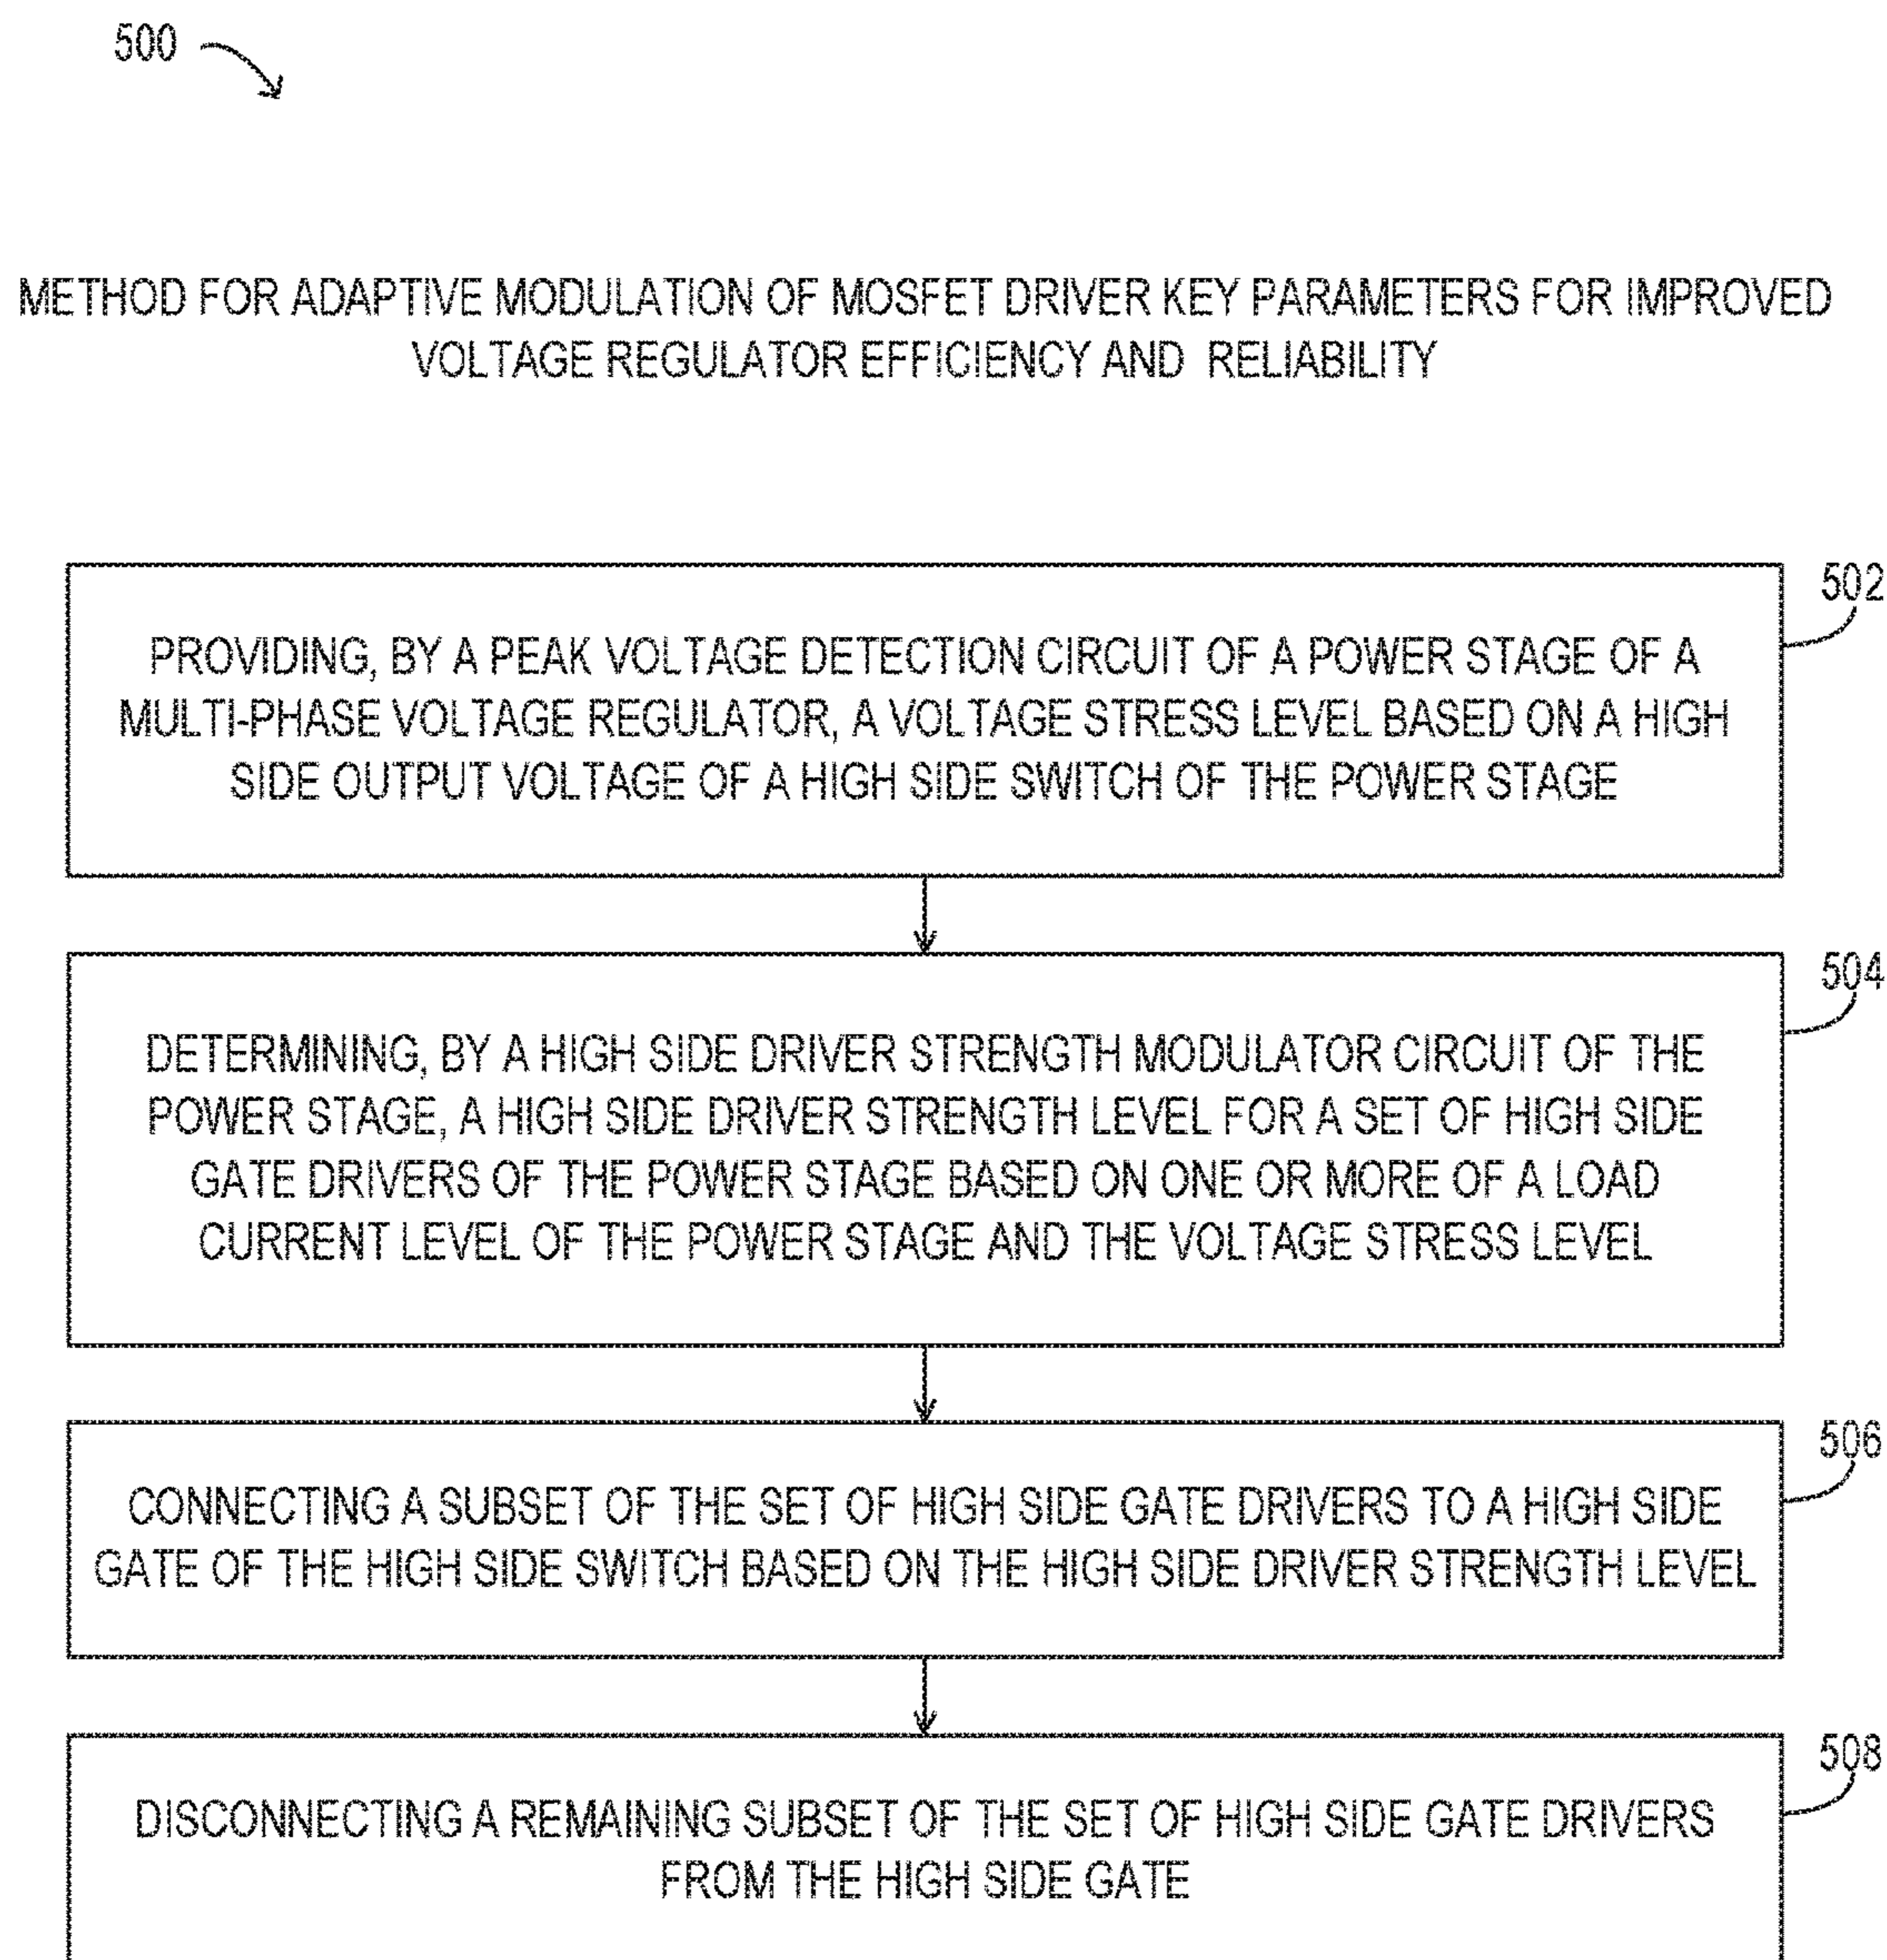 500
METHOD FOR ADAPTIVE MODULATION OF MOSFET DRIVER KEY PARAMETERS FOR IMPROVED
VOLTAGE REGULATOR EFFICIENCY AND RELIABILITY
502
PROVIDING, BY A PEAK VOLTAGE DETECTION CIRCUIT OF A POWER STAGE OF A
MULTI-PHASE VOLTAGE REGULATOR, A VOLTAGE STRESS LEVEL BASED ON A HIGH
SIDE OUTPUT VOLTAGE OF A HIGH SIDE SWITCH OF THE POWER STAGE
504
DETERMINING, BY A HIGH SIDE DRIVER STRENGTH MODULATOR CIRCUIT OF THE
POWER STAGE, A HIGH SIDE DRIVER STRENGTH LEVEL FOR A SET OF HIGH SIDE
GATE DRIVERS OF THE POWER STAGE BASED ON ONE OR MORE OF A LOAD
CURRENT LEVEL OF THE POWER STAGE AND THE VOLTAGE STRESS LEVEL
506
CONNECTING A SUBSET OF THE SET OF HIGH SIDE GATE DRIVERS TO A HIGH SIDE
GATE OF THE HIGH SIDE SWITCH BASED ON THE HIGH SIDE DRIVER STRENGTH LEVEL
508
DISCONNECTING A REMAINING SUBSET OF THE SET OF HIGH SIDE GATE DRIVERS
FROM THE HIGH SIDE GATE